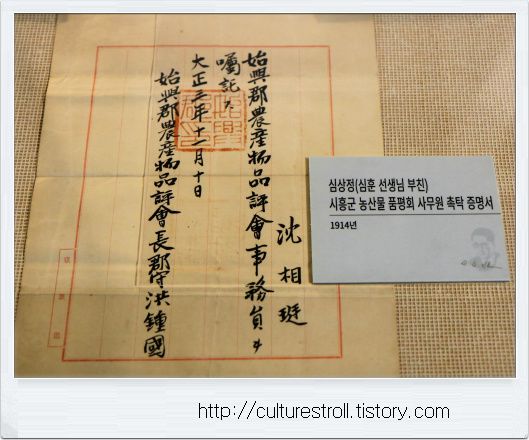 沈相珽
始興郡農産物品評會事務員ヲ
囑託ス
大正三年十一月十日
始興郡農産物品評會長郡守洪鍾國
심상정(심훈 선생님 부친)
시흥군 농산물 품평회 사무원 촉탁 증명서
1914년
http://culturestroll.tistory.com